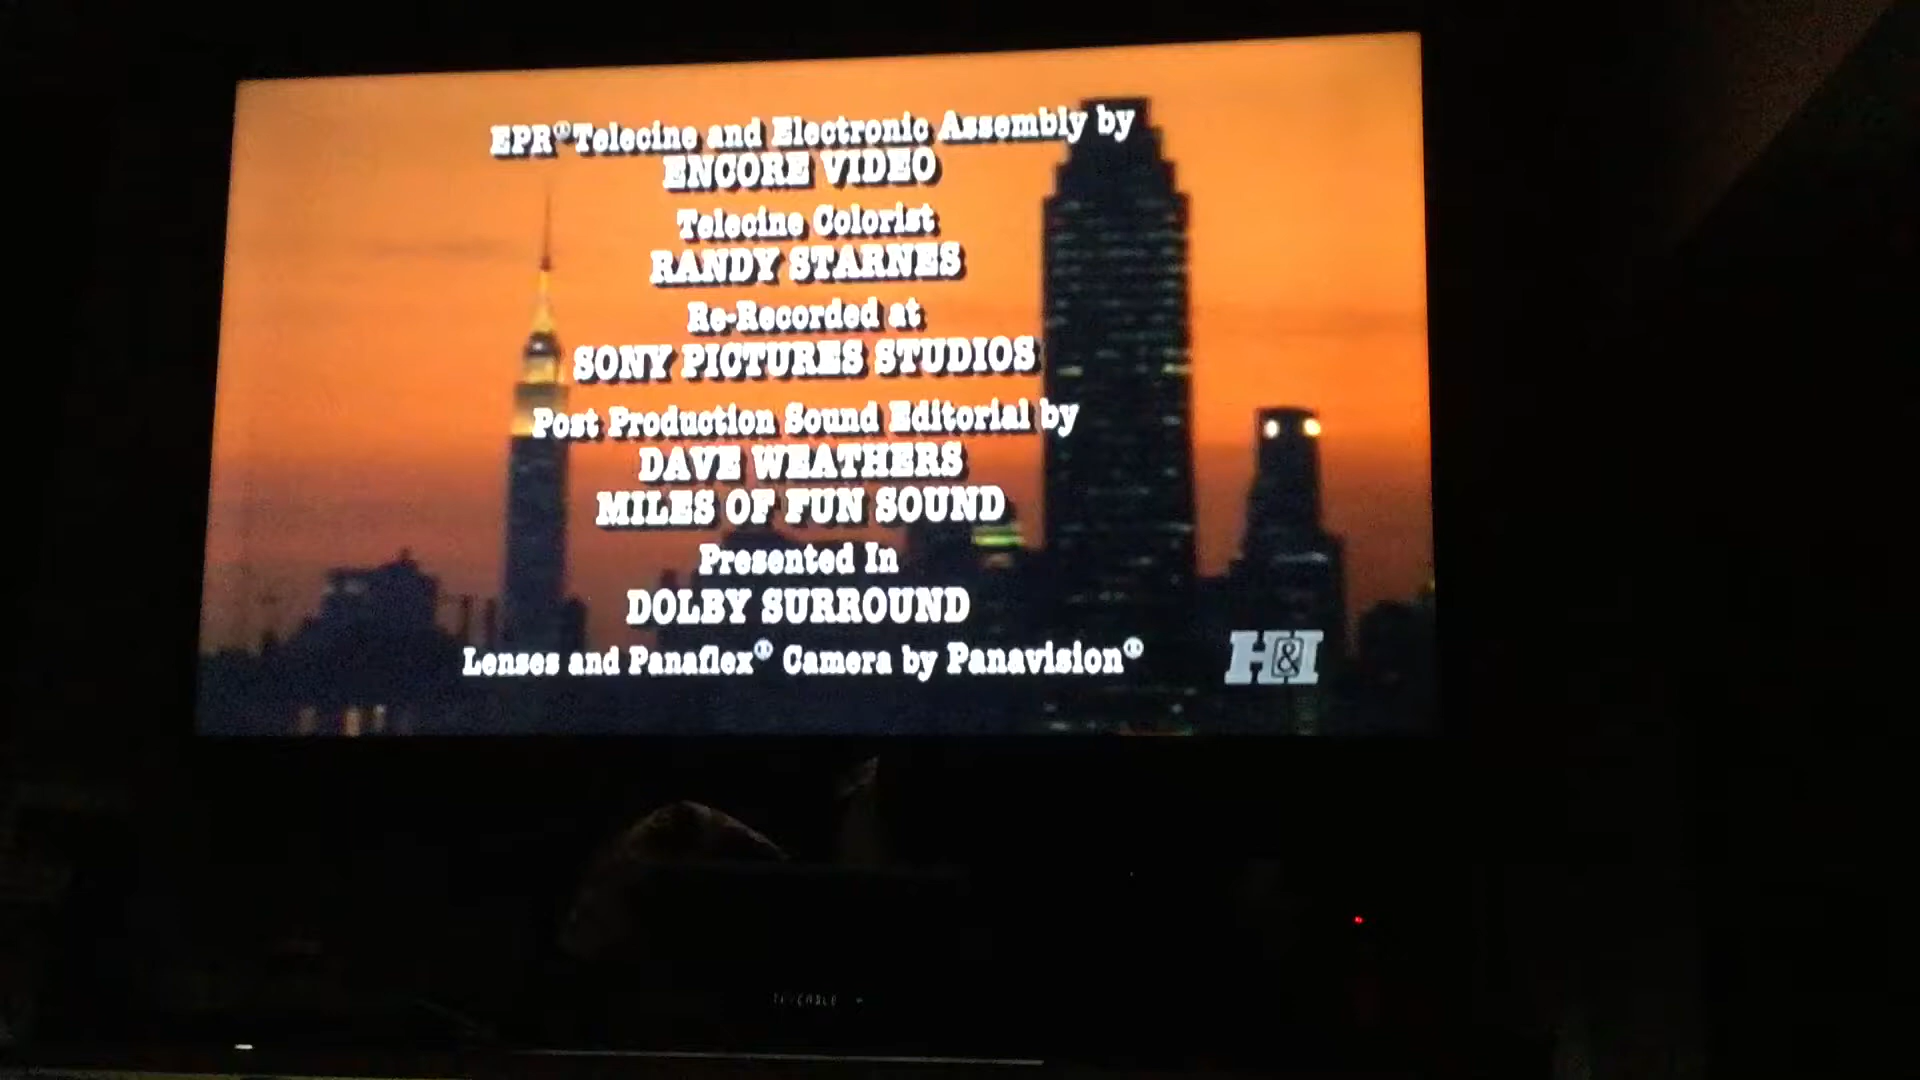 EPR® Telecine and Electronic Assembly by
ENCORE VIDEO
Telecine Colorist
RANDY STARNES
Re-Recorded at
SONY PICTURES STUDIOS
Post Production Sound Editorial by
DAVE WEATHERS
MILES OF FUN SOUND
Presented In
DOLBY SURROUND
Lenses and Panaflex® Camera by Panavision®
H&I